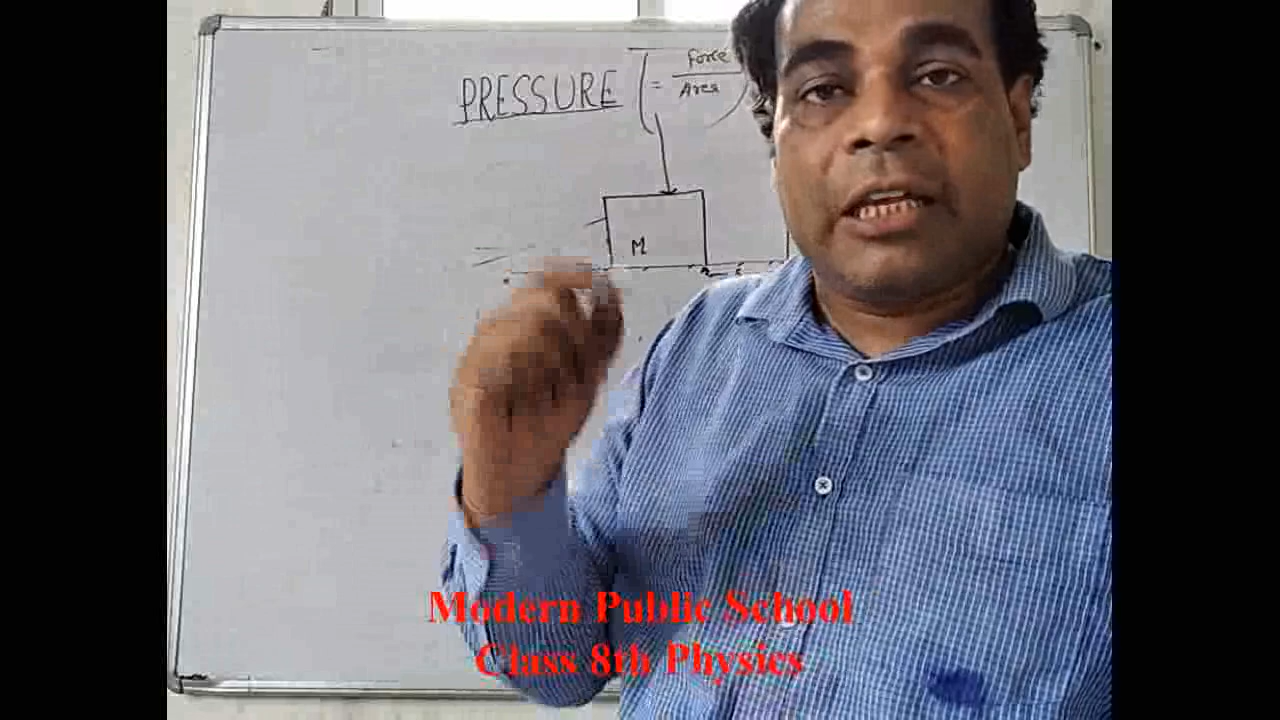 PRESSURE (= Force
Area )
M
Modern Public School
Class 8th Physics